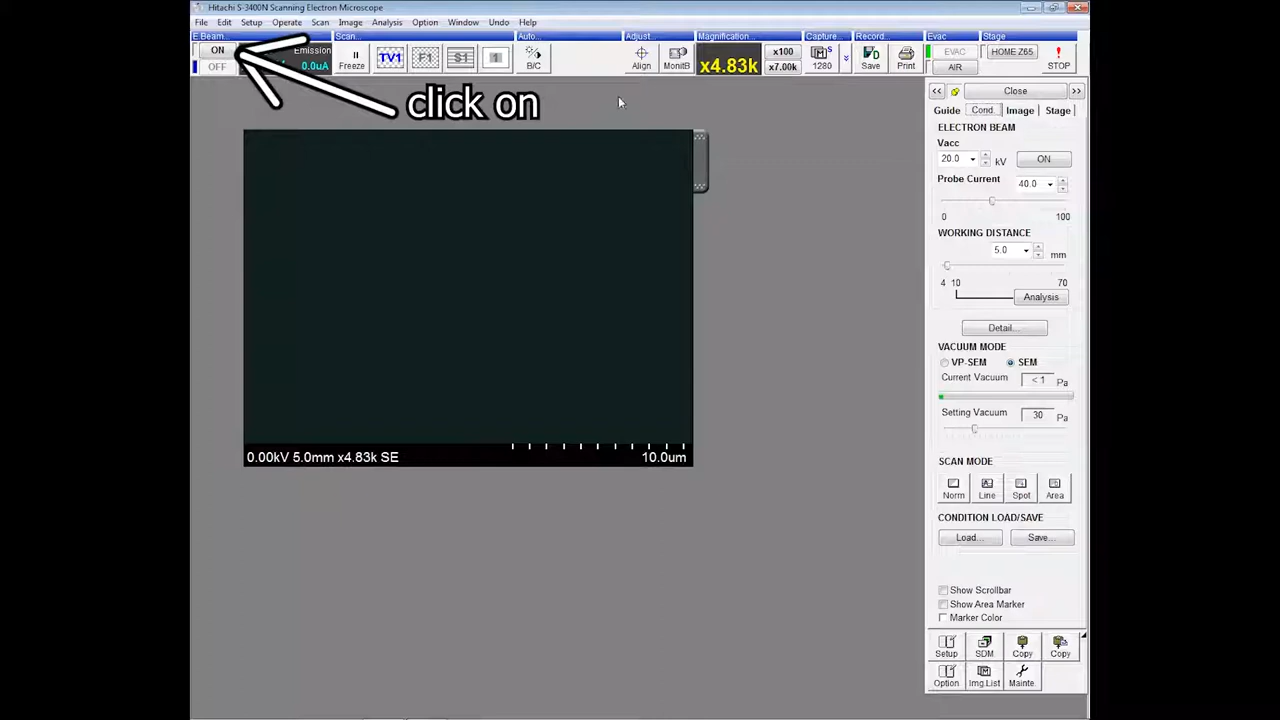 Hitachi S-3400N Scanning Electron Microscope
File Edit Setup Operate Scan Image Analysis Option Window Undo Help
E.Beam... Scan... Auto... Adjust... Magnification... Capture... Record... Evac Stage
ON Emission
OFF 0.0uA
Freeze TV1 F1 S1 1 B/C Align MonitB x4.83k x100 x7.00k 1280 Save Print EVAC AIR HOME Z65 STOP
click on
<< Close >>
Guide Cond. Image Stage
ELECTRON BEAM
Vacc
20.0 kV ON
Probe Current 40.0
0 100
WORKING DISTANCE
5.0 mm
4 10 70
Analysis
Detail...
VACUUM MODE
VP-SEM SEM
Current Vacuum < 1 Pa
Setting Vacuum 30 Pa
SCAN MODE
Norm Line Spot Area
CONDITION LOAD/SAVE
Load... Save...
Show Scrollbar
Show Area Marker
Marker Color
Setup SDM Copy Copy
Option Img.List Mainte.
0.00kV 5.0mm x4.83k SE 10.0um